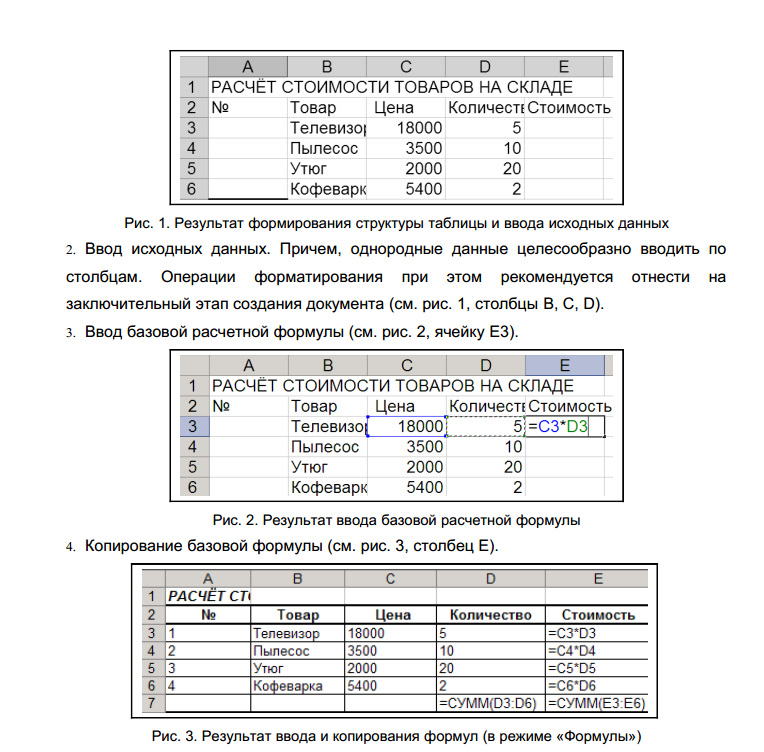 A B C D E
1 РАСЧЁТ СТОИМОСТИ ТОВАРОВ НА СКЛАДЕ
2 № Товар Цена Количеств Стоимость
3 Телевизор 18000 5
4 Пылесос 3500 10
5 Утюг 2000 20
6 Кофеварк 5400 2
Рис. 1. Результат формирования структуры таблицы и ввода исходных данных
2. Ввод исходных данных. Причем, однородные данные целесообразно вводить по
столбцам. Операции форматирования при этом рекомендуется отнести на
заключительный этап создания документа (см. рис. 1, столбцы B, C, D).
3. Ввод базовой расчетной формулы (см. рис. 2, ячейку E3).
A B C D E
1 РАСЧЁТ СТОИМОСТИ ТОВАРОВ НА СКЛАДЕ
2 № Товар Цена Количеств Стоимость
3 Телевизор 18000 5 =C3*D3
4 Пылесос 3500 10
5 Утюг 2000 20
6 Кофеварк 5400 2
Рис. 2. Результат ввода базовой расчетной формулы
4. Копирование базовой формулы (см. рис. 3, столбец E).
A B C D E
1 РАСЧЁТ СТО
2 № Товар Цена Количество Стоимость
3 1 Телевизор 18000 5 =C3*D3
4 2 Пылесос 3500 10 =C4*D4
5 3 Утюг 2000 20 =C5*D5
6 4 Кофеварка 5400 2 =C6*D6
7 =СУММ(D3:D6) =СУММ(E3:E6)
Рис. 3. Результат ввода и копирования формул (в режиме «Формулы»)